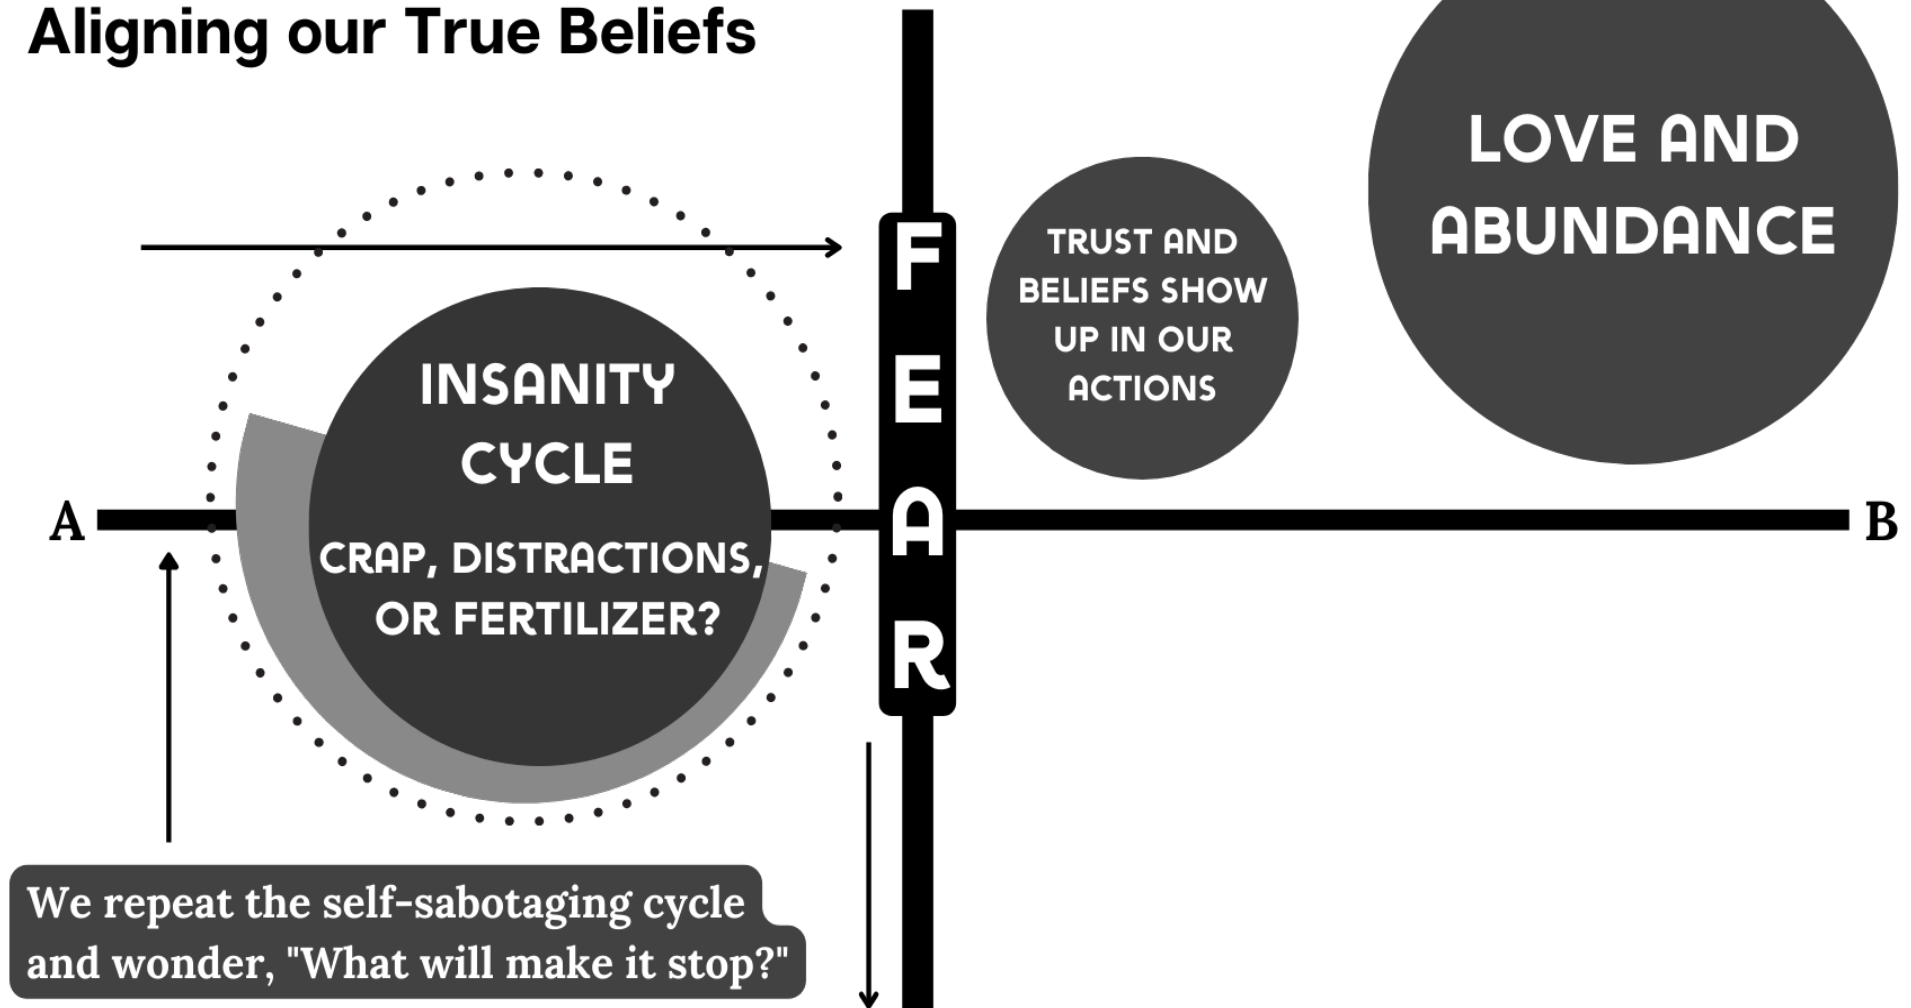 Aligning our True Beliefs
LOVE AND
ABUNDANCE
TRUST AND
BELIEFS SHOW
UP IN OUR
ACTIONS
F
E
A
R
INSANITY
CYCLE
CRAP, DISTRACTIONS,
OR FERTILIZER?
A
B
We repeat the self-sabotaging cycle
and wonder, "What will make it stop?"